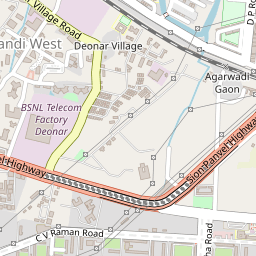 Village Road
Deonar Village
andi West
D P R
Agarwadi
Gaon
BSNL Telecom
Factory
Deonar
el Highway
Sion Panvel Highway
C V Raman Road
ha Road